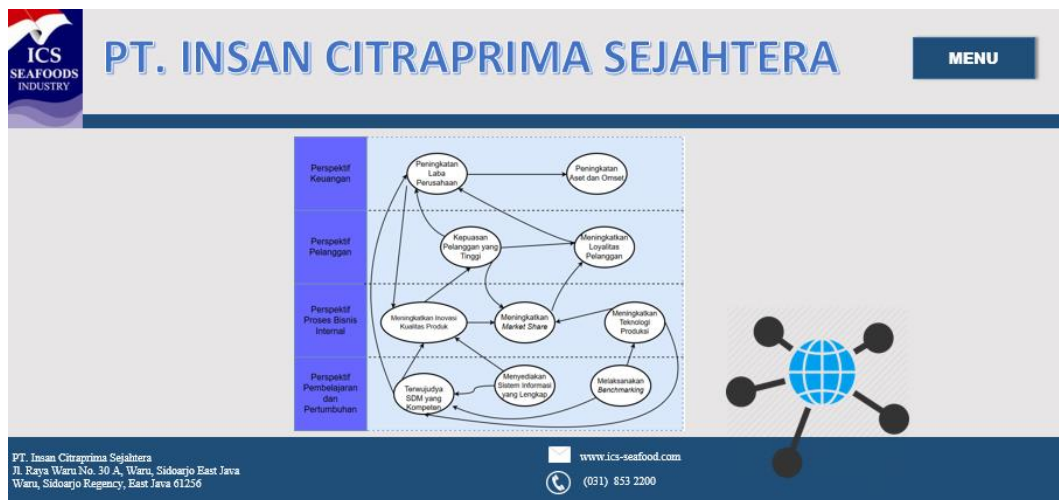 ICS
SEAFOODS
INDUSTRY
PT. INSAN CITRAPRIMA SEJAHTERA
MENU
Perspektif
Keuangan
Peningkatan
Laba
Perusahaan
Peningkatan
Aset dan Omset
Perspektif
Pelanggan
Kepuasan
Pelanggan yang
Tinggi
Meningkatkan
Loyalitas
Pelanggan
Perspektif
Proses Bisnis
Internal
Meningkatkan Inovasi
Kualitas Produk
Meningkatkan
Market Share
Meningkatkan
Teknologi
Produksi
Perspektif
Pembelajaran
dan
Pertumbuhan
Terwujudya
SDM yang
Kompeten
Menyediakan
Sistem Informasi
yang Lengkap
Melaksanakan
Benchmarking
PT. Insan Citraprima Sejahtera
Jl. Raya Waru No. 30 A, Waru, Sidoarjo East Java
Waru, Sidoarjo Regency, East Java 61256
www.ics-seafood.com
(031) 853 2200